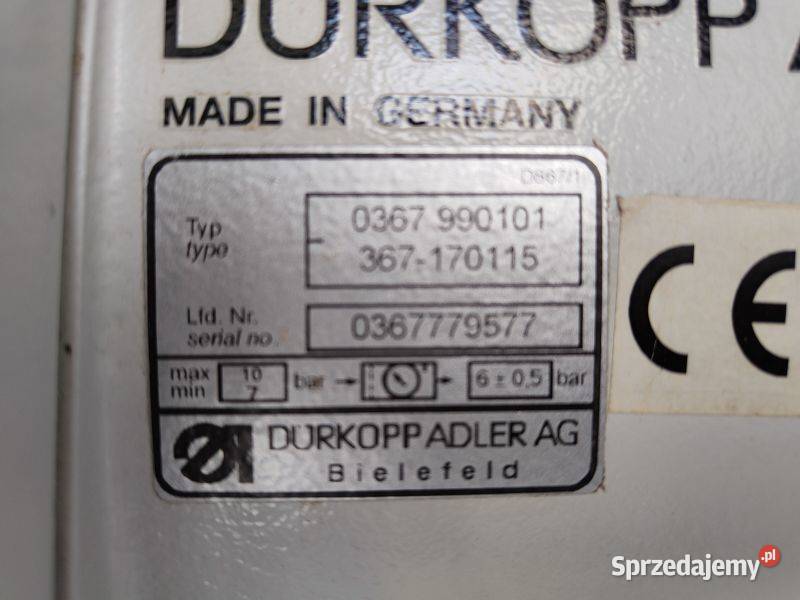 DÜRKOPP A
MADE IN GERMANY
D867/1
Typ
type
0367 990101
367-170115
Lfd. Nr.
serial no.
0367779577
max
min
10
7
bar
6 ± 0,5 bar
DÜRKOPP ADLER AG
Bielefeld
CE
Sprzedajemy.pl